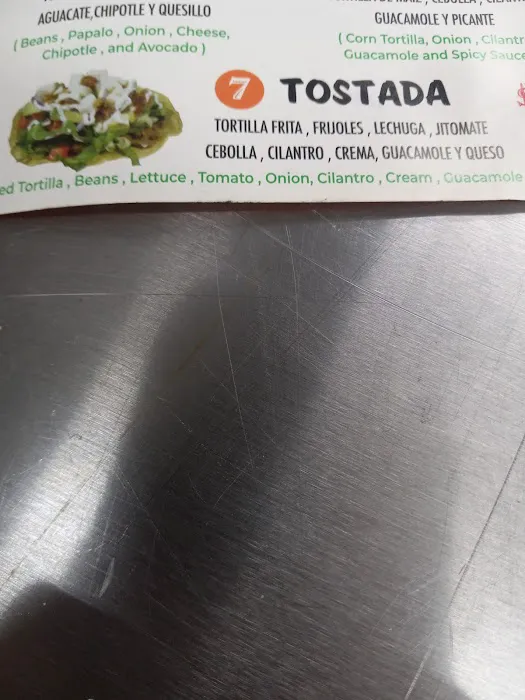 AGUACATE, CHIPOTLE Y QUESILLO
( Beans , Papalo , Onion , Cheese,
Chipotle , and Avocado )
GUACAMOLE Y PICANTE
( Corn Tortilla, Onion , Cilantr
Guacamole and Spicy Sauce
7 TOSTADA
TORTILLA FRITA , FRIJOLES , LECHUGA , JITOMATE
CEBOLLA , CILANTRO , CREMA, GUACAMOLE Y QUESO
ed Tortilla , Beans , Lettuce , Tomato , Onion, Cilantro , Cream , Guacamole